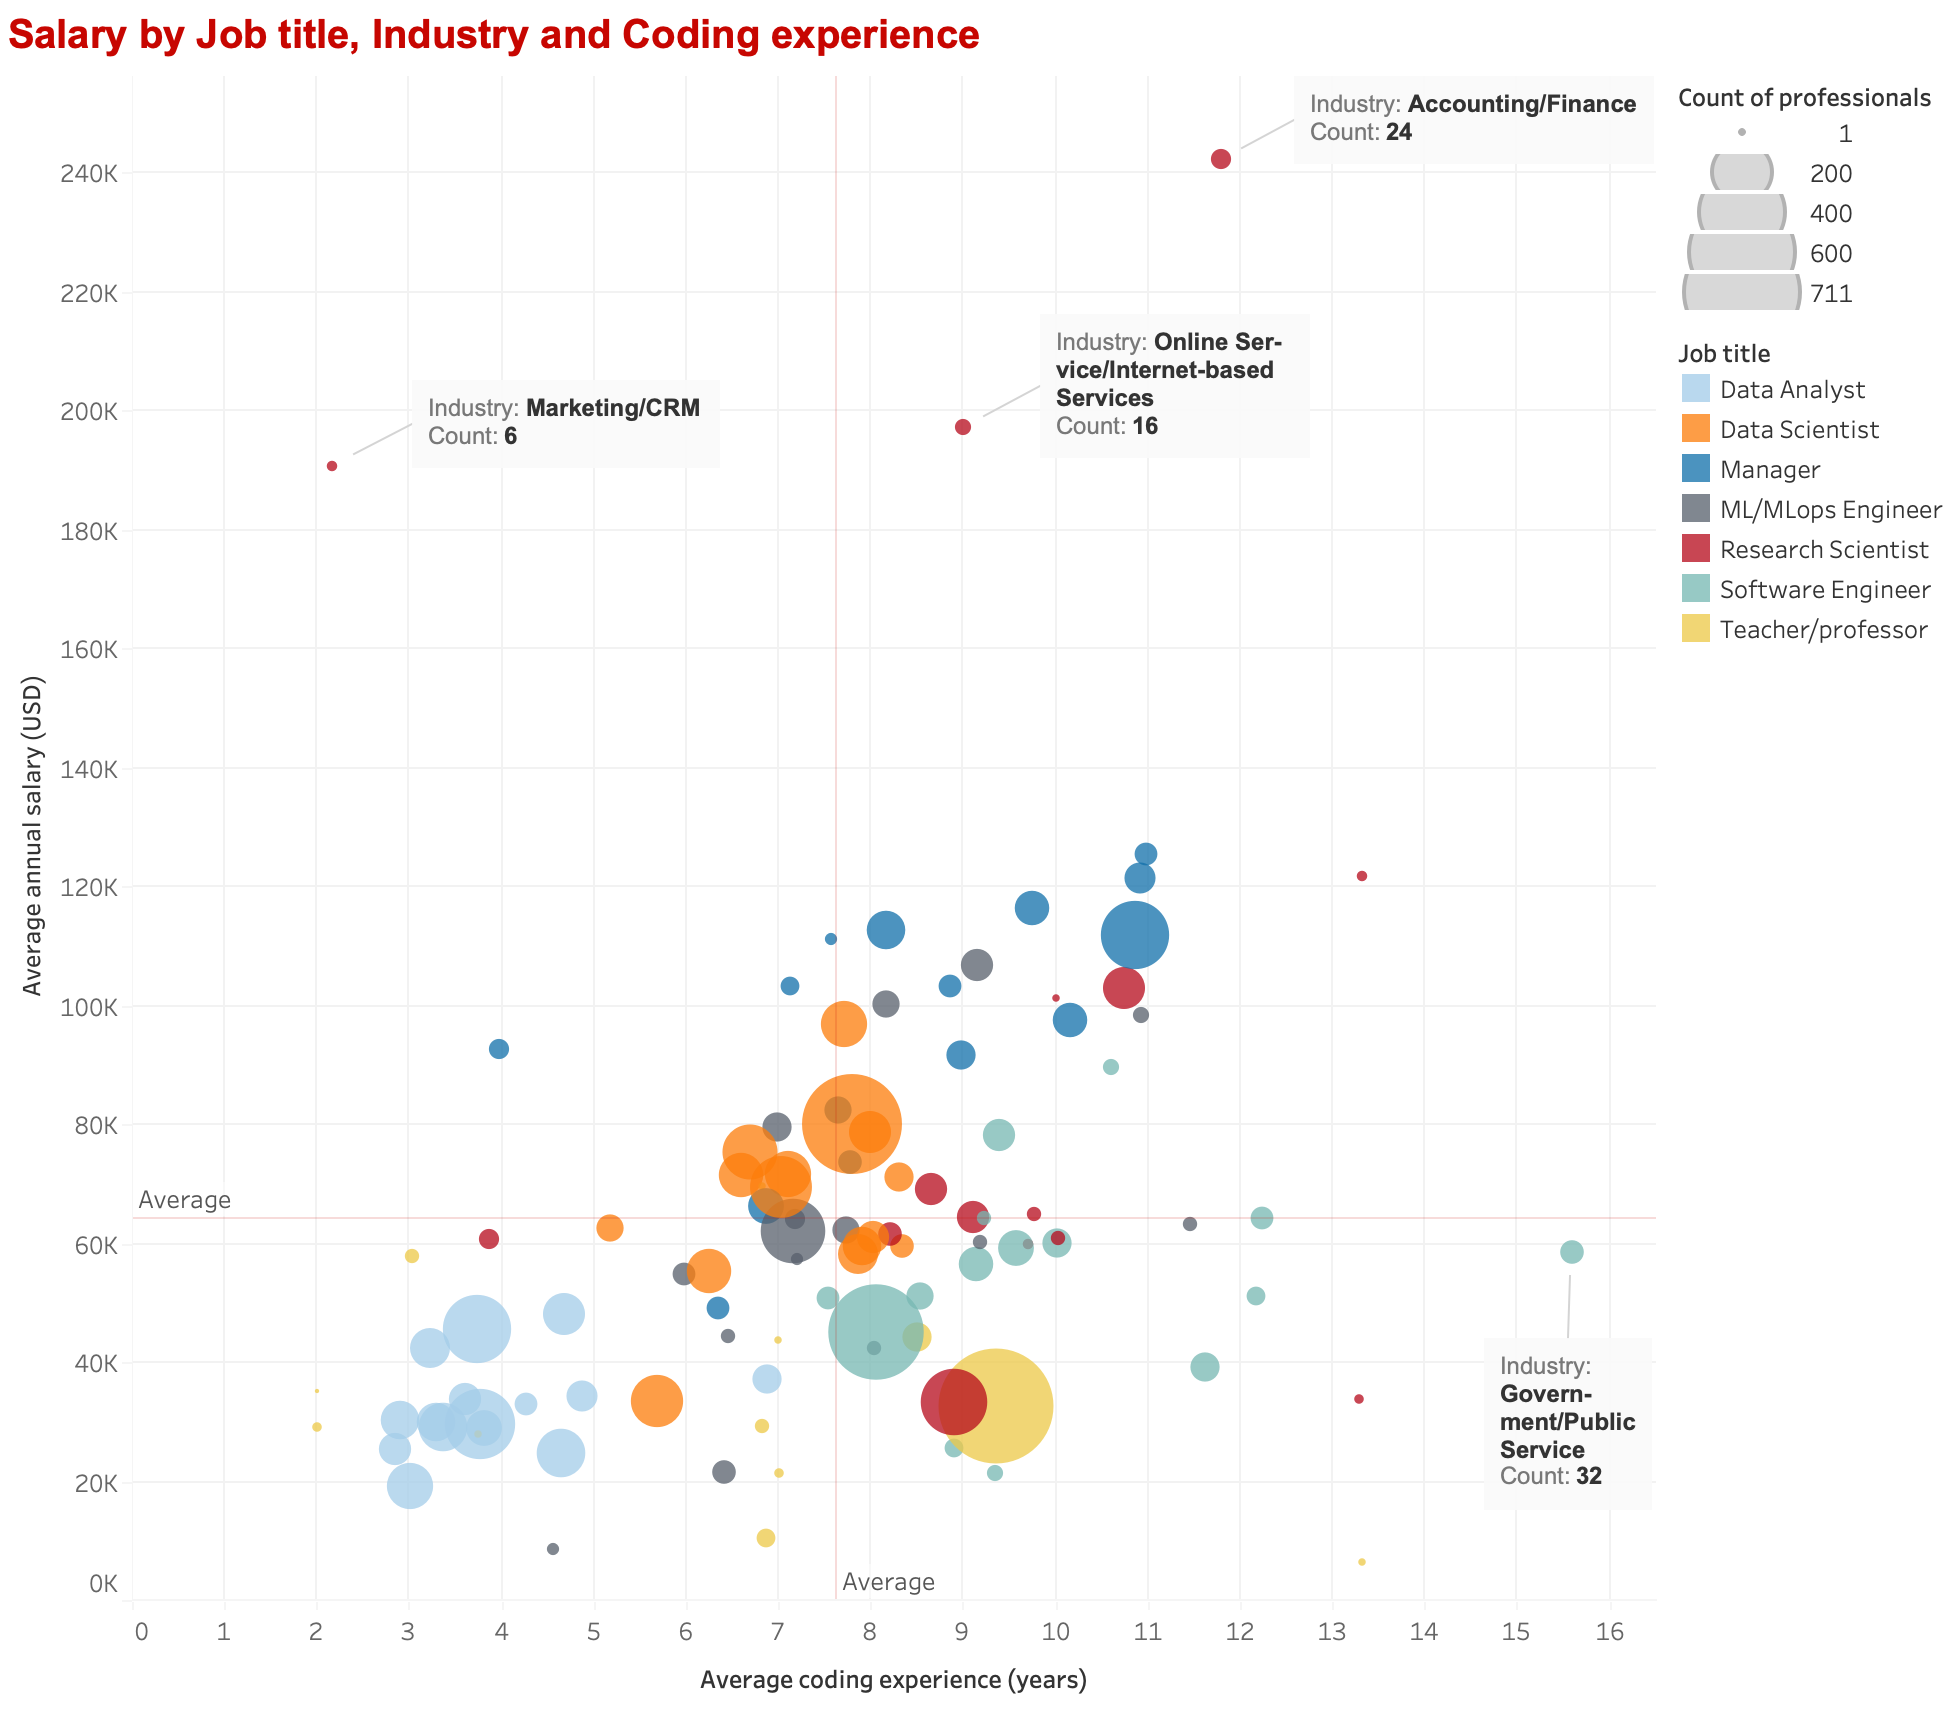 Salary by Job title, Industry and Coding experience
Industry: Accounting/Finance
Count: 24
Industry: Online Ser-
vice/Internet-based
Services
Count: 16
Industry: Marketing/CRM
Count: 6
Industry:
Govern-
ment/Public
Service
Count: 32
Average annual salary (USD)
240K
220K
200K
180K
160K
140K
120K
100K
80K
60K
40K
20K
0K
Average
Average
0 1 2 3 4 5 6 7 8 9 10 11 12 13 14 15 16
Average coding experience (years)
Count of professionals
1
200
400
600
711
Job title
Data Analyst
Data Scientist
Manager
ML/MLops Engineer
Research Scientist
Software Engineer
Teacher/professor